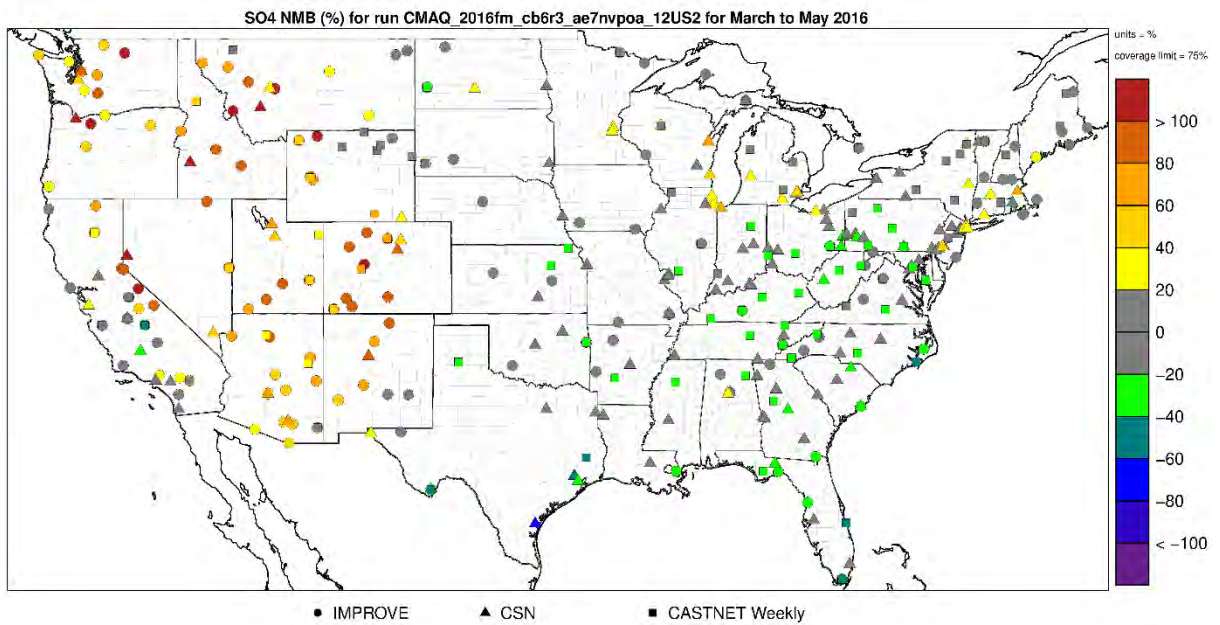 SO4 NMB (%) for run CMAQ_2016fm_cb6r3_ae7nvpoa_12US2 for March to May 2016
units = %
coverage limit = 75%
> 100
80
60
40
20
0
−20
−40
−60
−80
< −100
IMPROVE
CSN
CASTNET Weekly